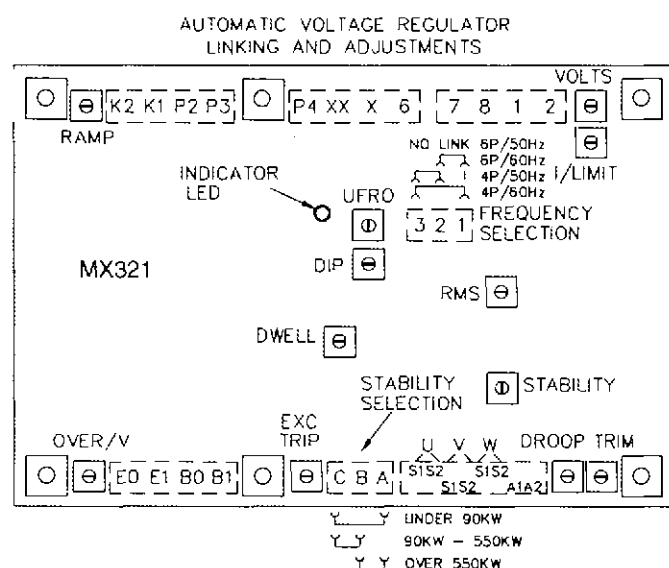 AUTOMATIC VOLTAGE REGULATOR
LINKING AND ADJUSTMENTS
VOLTS
K2 K1 P2 P3
P4 XX X 6
7 8 1 2
RAMP
NO LINK 6P/50Hz
6P/60Hz
4P/50Hz
I/LIMIT
4P/60Hz
INDICATOR
LED
UFRO
3 2 1
FREQUENCY
SELECTION
DIP
MX321
RMS
DWELL
STABILITY
SELECTION
STABILITY
OVER/V
EXC
TRIP
U V W
DROOP TRIM
E0 E1 B0 B1
C B A
S1S2 S1S2
S1S2 A1A2
UNDER 90KW
90KW - 550KW
OVER 550KW